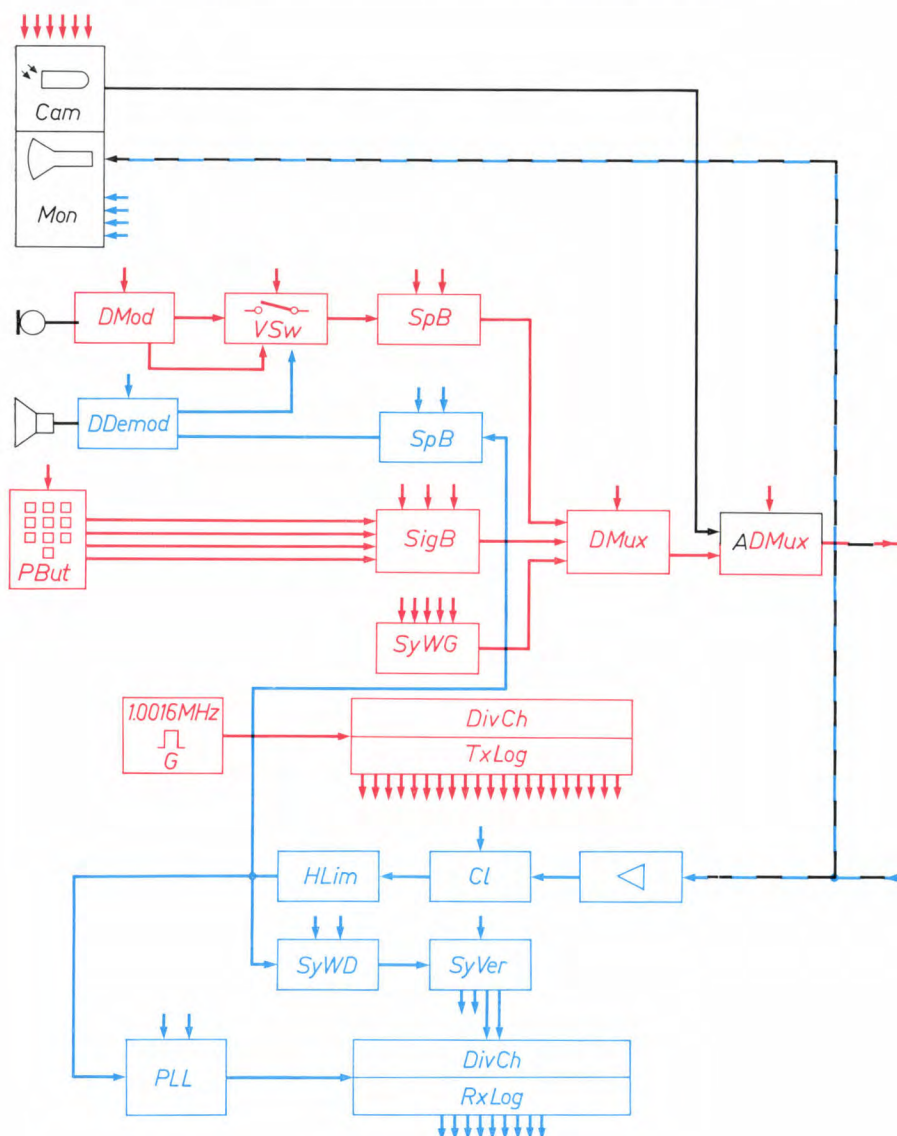 Cam
Mon
DMod
VSw
SpB
DDemod
SpB
PBut
SigB
DMux
ADMux
SyWG
1.0016MHz
G
DivCh
TxLog
HLim
Cl
SyWD
SyVer
PLL
DivCh
RxLog